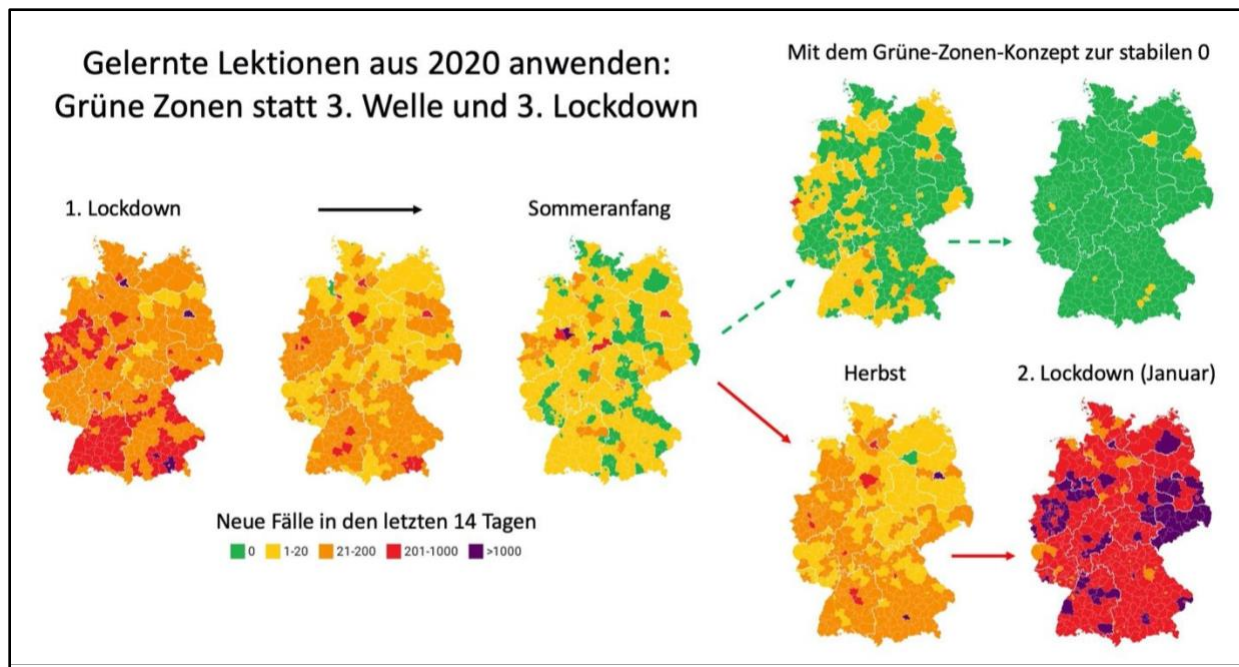 Gelernte Lektionen aus 2020 anwenden:
Grüne Zonen statt 3. Welle und 3. Lockdown
Mit dem Grüne-Zonen-Konzept zur stabilen 0
1. Lockdown
Sommeranfang
Herbst
2. Lockdown (Januar)
Neue Fälle in den letzten 14 Tagen
0 1-20 21-200 201-1000 >1000